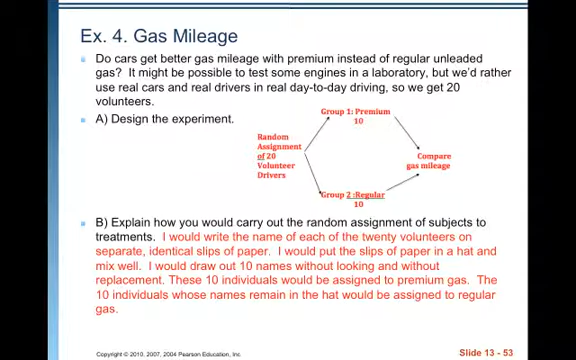 Ex. 4. Gas Mileage
Do cars get better gas mileage with premium instead of regular unleaded
gas? It might be possible to test some engines in a laboratory, but we'd rather
use real cars and real drivers in real day-to-day driving, so we get 20
volunteers.
A) Design the experiment.
Group 1: Premium
10
Random
Assignment
of 20
Volunteer
Drivers
Compare
gas mileage
Group 2 :Regular
10
B) Explain how you would carry out the random assignment of subjects to
treatments. I would write the name of each of the twenty volunteers on
separate, identical slips of paper. I would put the slips of paper in a hat and
mix well. I would draw out 10 names without looking and without
replacement. These 10 individuals would be assigned to premium gas. The
10 individuals whose names remain in the hat would be assigned to regular
gas.
Copyright © 2010, 2007, 2004 Pearson Education, Inc.
Slide 13 - 53